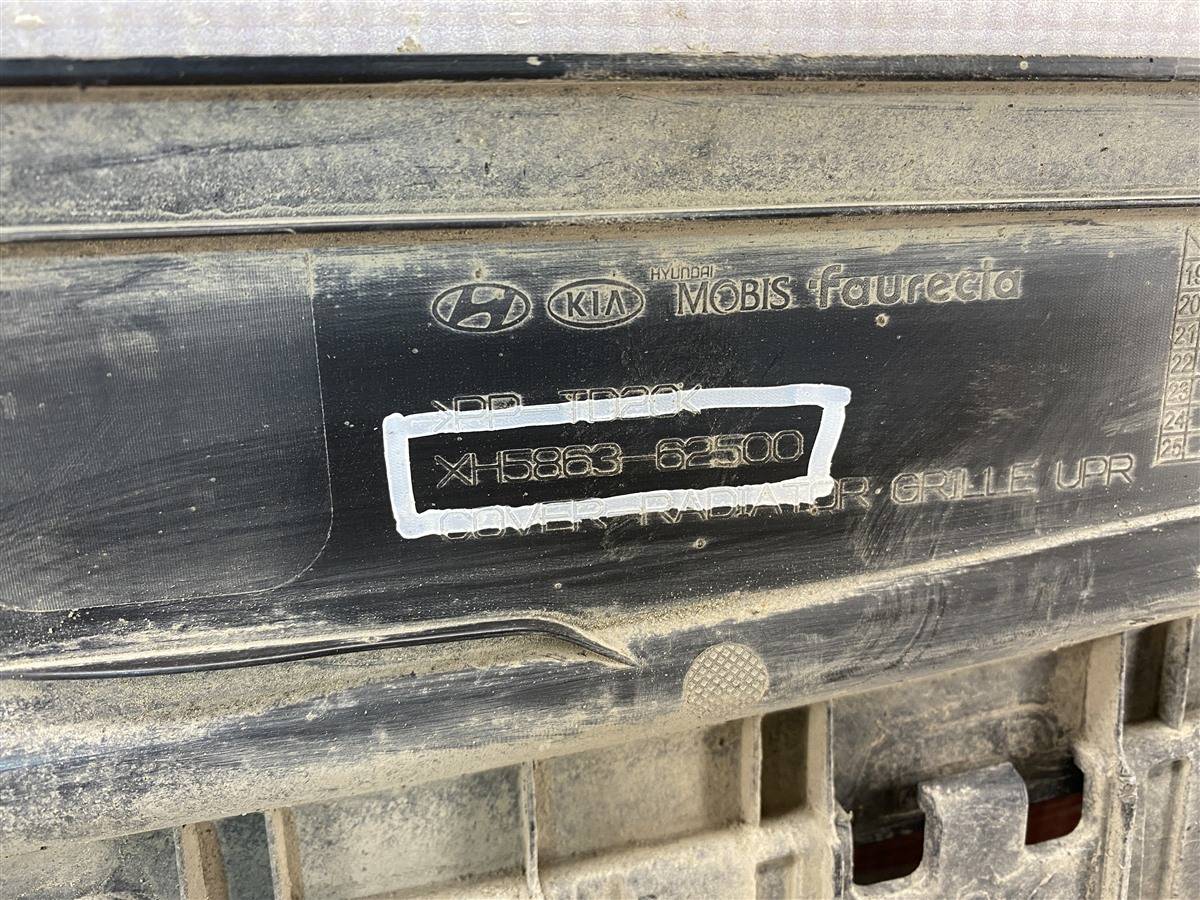 HYUNDAI
KIA MOBIS faurecia
>PP TD20<
XH5863-62500
COVER RADIATOR GRILLE UPR
19
20
21
22
23
24
25